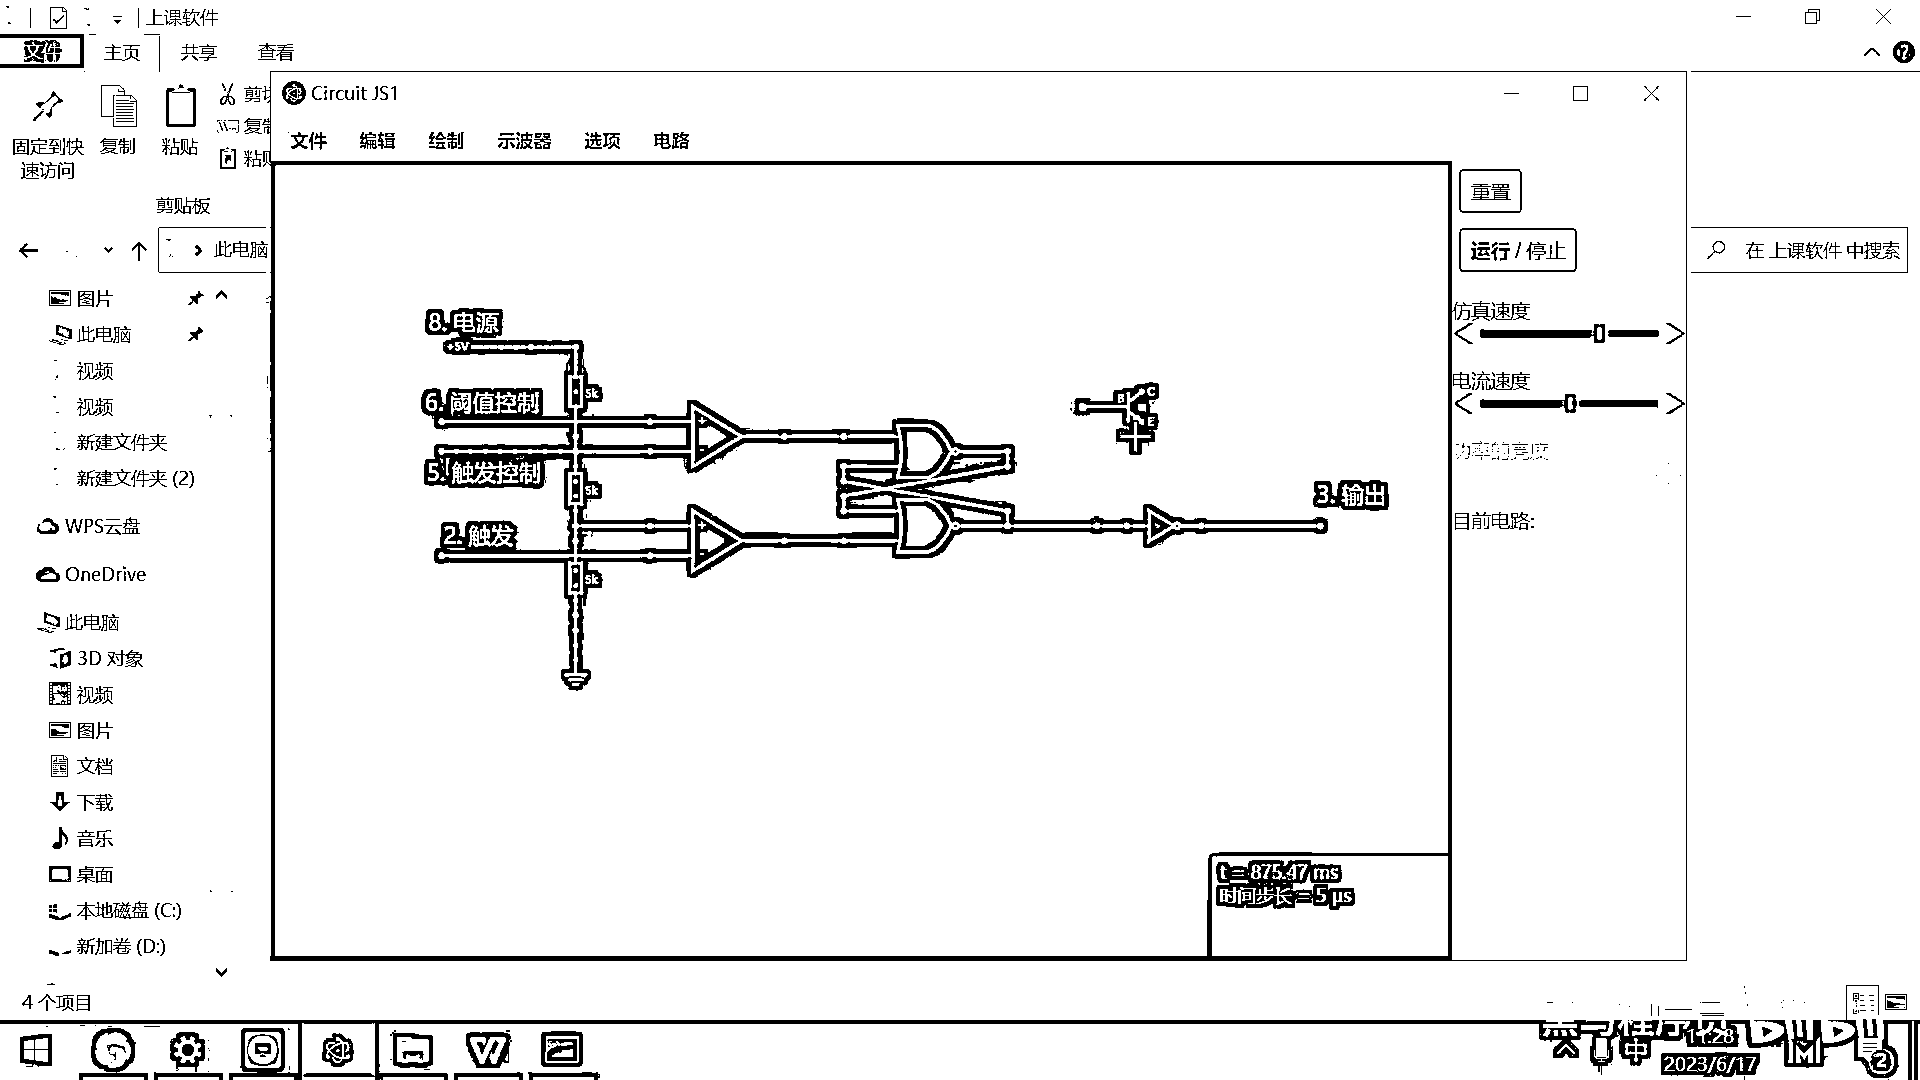 上课软件
文件 主页 共享 查看
固定到快
速访问
复制
粘贴
剪切
复制
剪贴板
此电脑
在 上课软件 中搜索
图片
此电脑
视频
视频
新建文件夹
新建文件夹 (2)
WPS云盘
OneDrive
此电脑
3D 对象
视频
图片
文档
下载
音乐
桌面
本地磁盘 (C:)
新加卷 (D:)
4 个项目
Circuit JS1
文件 编辑 绘制 示波器 选项 电路
8. 电源
+5V
5k
6. 阈值控制
5. 触发控制
5k
2. 触发
5k
B
C
E
3. 输出
t = 875.47 ms
时间步长 = 5 µs
重置
运行 / 停止
仿真速度
电流速度
功率的亮度
目前电路:
中
11:28
2023/6/17
2